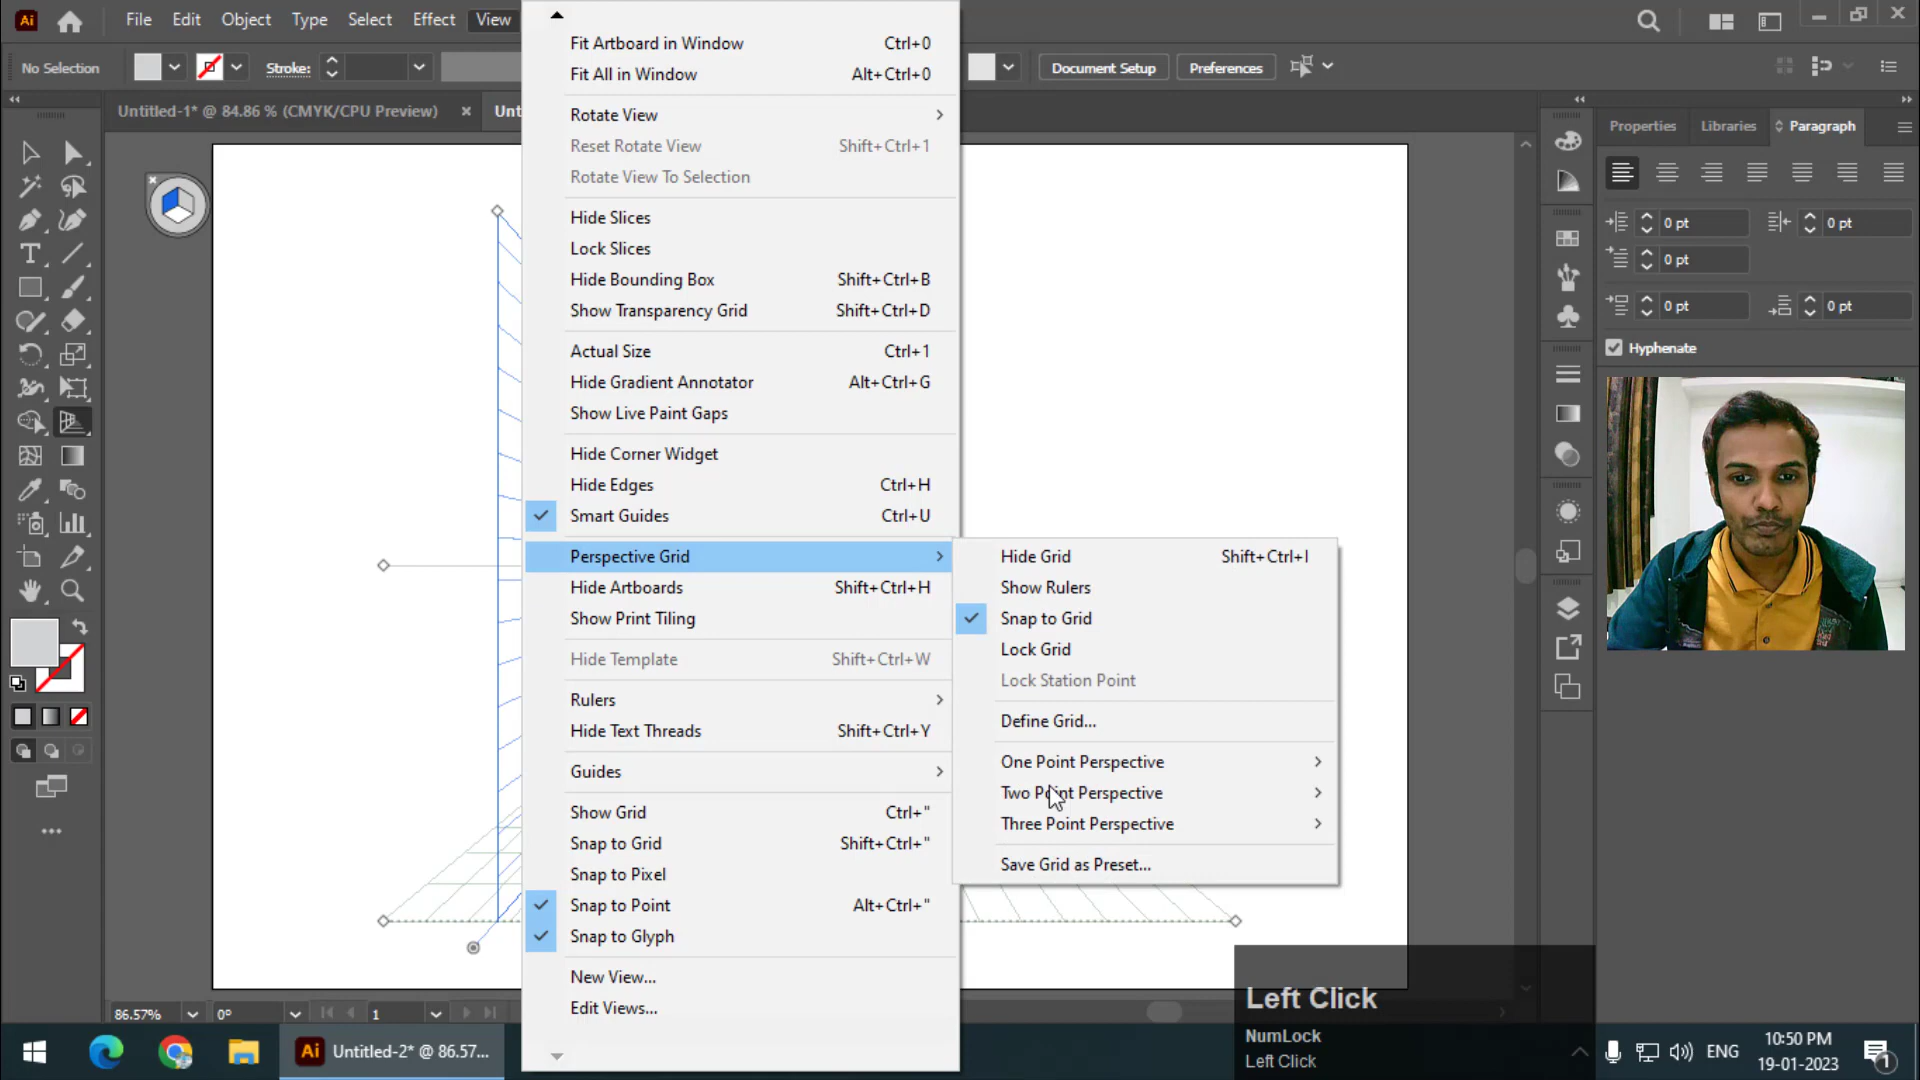 Ai File Edit Object Type Select Effect View
No Selection Stroke: Document Setup Preferences
Untitled-1* @ 84.86 % (CMYK/CPU Preview) × Unt
Fit Artboard in Window Ctrl+0
Fit All in Window Alt+Ctrl+0
Rotate View
Reset Rotate View Shift+Ctrl+1
Rotate View To Selection
Hide Slices
Lock Slices
Hide Bounding Box Shift+Ctrl+B
Show Transparency Grid Shift+Ctrl+D
Actual Size Ctrl+1
Hide Gradient Annotator Alt+Ctrl+G
Show Live Paint Gaps
Hide Corner Widget
Hide Edges Ctrl+H
Smart Guides Ctrl+U
Perspective Grid
Hide Artboards Shift+Ctrl+H
Show Print Tiling
Hide Template Shift+Ctrl+W
Rulers
Hide Text Threads Shift+Ctrl+Y
Guides
Show Grid Ctrl+"
Snap to Grid Shift+Ctrl+"
Snap to Pixel
Snap to Point Alt+Ctrl+"
Snap to Glyph
New View...
Edit Views...
Hide Grid Shift+Ctrl+I
Show Rulers
Snap to Grid
Lock Grid
Lock Station Point
Define Grid...
One Point Perspective
Two Point Perspective
Three Point Perspective
Save Grid as Preset...
Properties Libraries Paragraph
0 pt 0 pt
0 pt
0 pt 0 pt
Hyphenate
Left Click
NumLock
Left Click
86.57% 0° 1
Ai Untitled-2* @ 86.57...
ENG 10:50 PM
19-01-2023
1